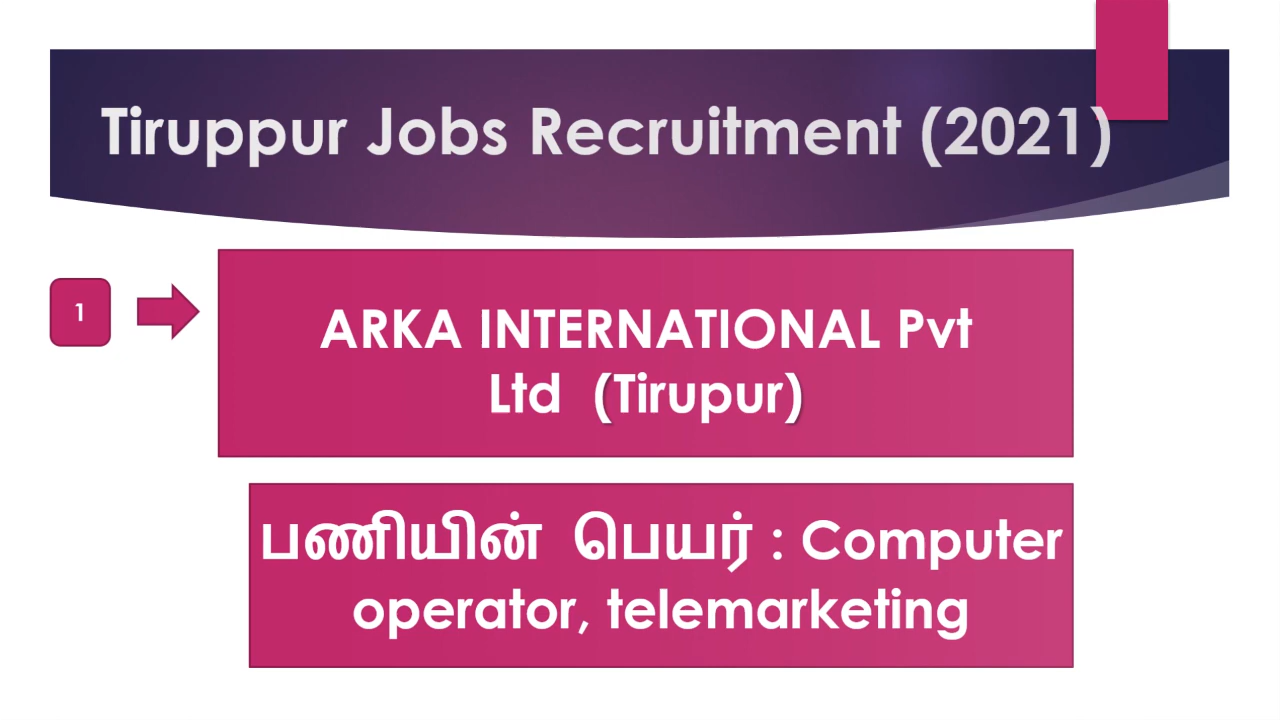 Tiruppur Jobs Recruitment (2021)
1
ARKA INTERNATIONAL Pvt
Ltd (Tirupur)
பணியின் பெயர் : Computer
operator, telemarketing